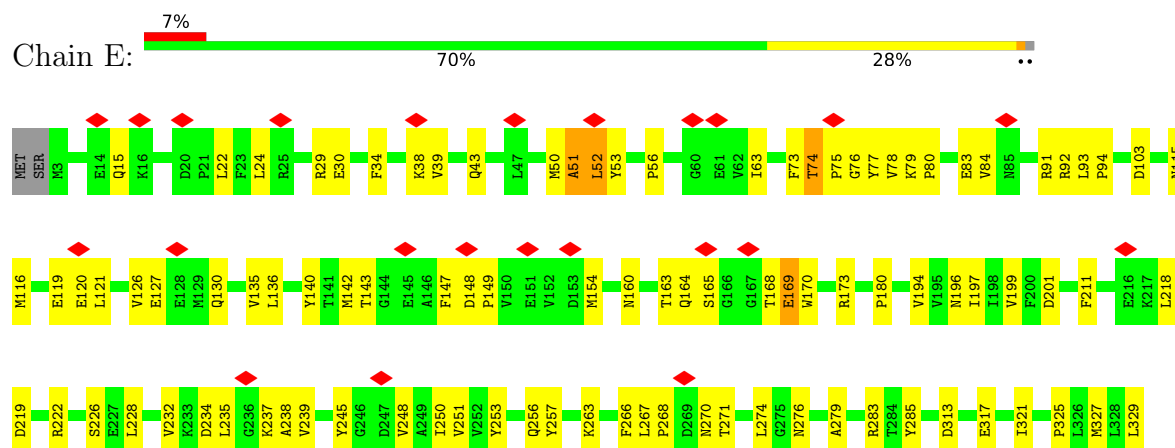 7%
Chain E:
70% 28% ••
MET SER M3 E14 Q15 K16 D20 P21 L22 F23 L24 R25 R29 E30 F34 K38 V39 Q43 L47 M50 A51 L52 Y53 P56 G60 E61 V62 I63 F73 T74 P75 G76 Y77 V78 K79 P80 E83 V84 N85 R91 R92 L93 P94 D103
M116 E119 E120 L121 V126 E127 E128 M129 Q130 V135 L136 Y140 T141 M142 T143 G144 E145 A146 F147 D148 P149 V150 E151 V152 D153 M154 N160 T163 Q164 S165 G166 G167 T168 E169 W170 R173 P180 V194 V195 N196 I197 I198 V199 F200 D201 F211 E216 K217 L218
D219 R222 S226 E227 L228 V232 K233 D234 L235 G236 K237 A238 V239 Y245 G246 D247 V248 A249 I250 V251 V252 Y253 Q256 Y257 K263 F266 L267 P268 D269 N270 T271 L274 G275 N276 A279 R283 T284 Y285 D313 E317 I321 P325 L326 M327 L328 L329